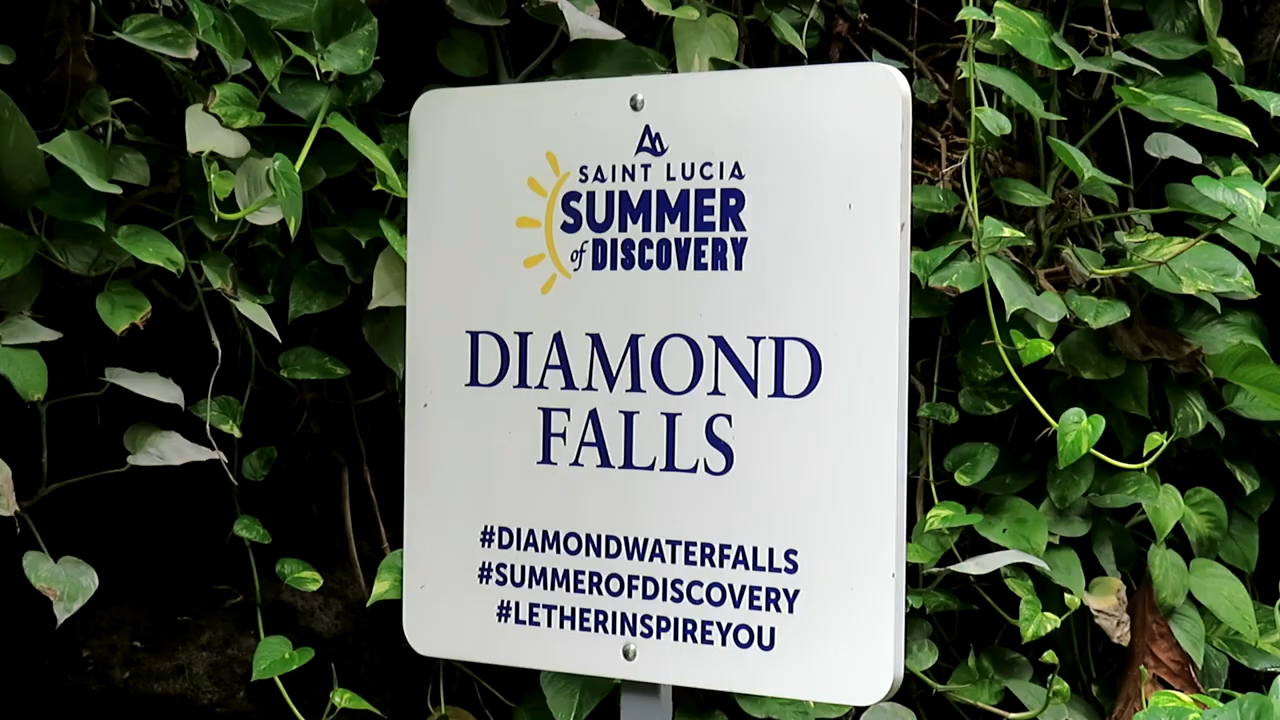 SAINT LUCIA
SUMMER
of DISCOVERY
DIAMOND
FALLS
#DIAMONDWATERFALLS
#SUMMEROFDISCOVERY
#LETHERINSPIREYOU